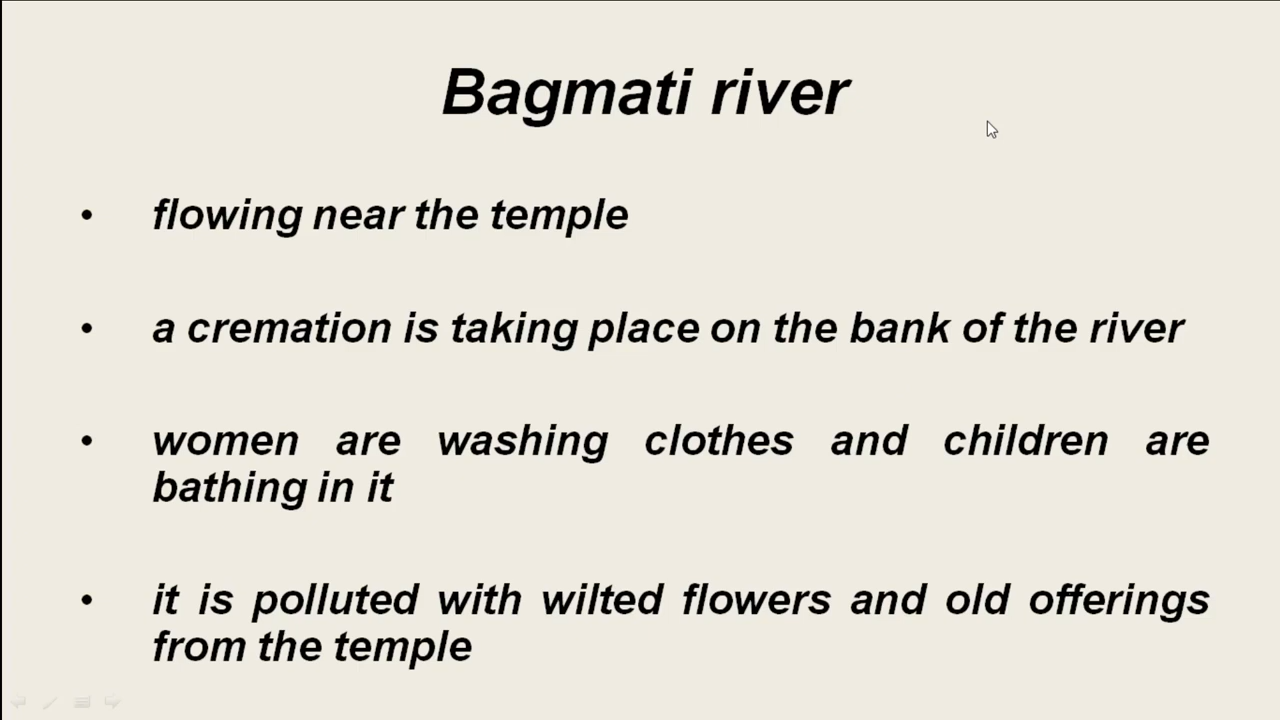 Bagmati river
• flowing near the temple
• a cremation is taking place on the bank of the river
• women are washing clothes and children are
bathing in it
• it is polluted with wilted flowers and old offerings
from the temple